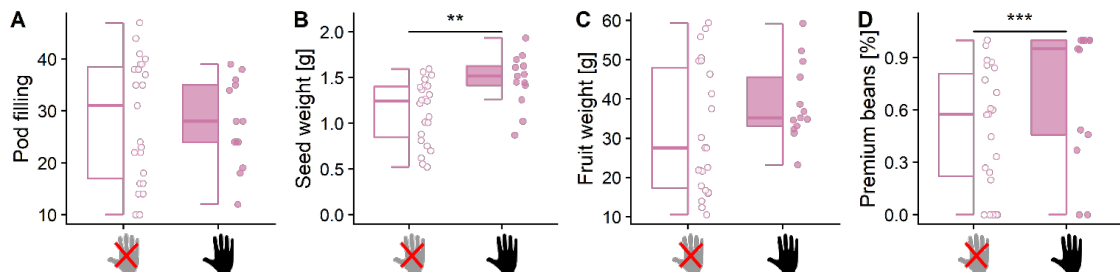 A
Pod filling
40
30
20
10
B
**
Seed weight [g]
2.0
1.5
1.0
0.5
0.0
C
Fruit weight [g]
60
50
40
30
20
10
D
***
Premium beans [%]
0.9
0.6
0.3
0.0